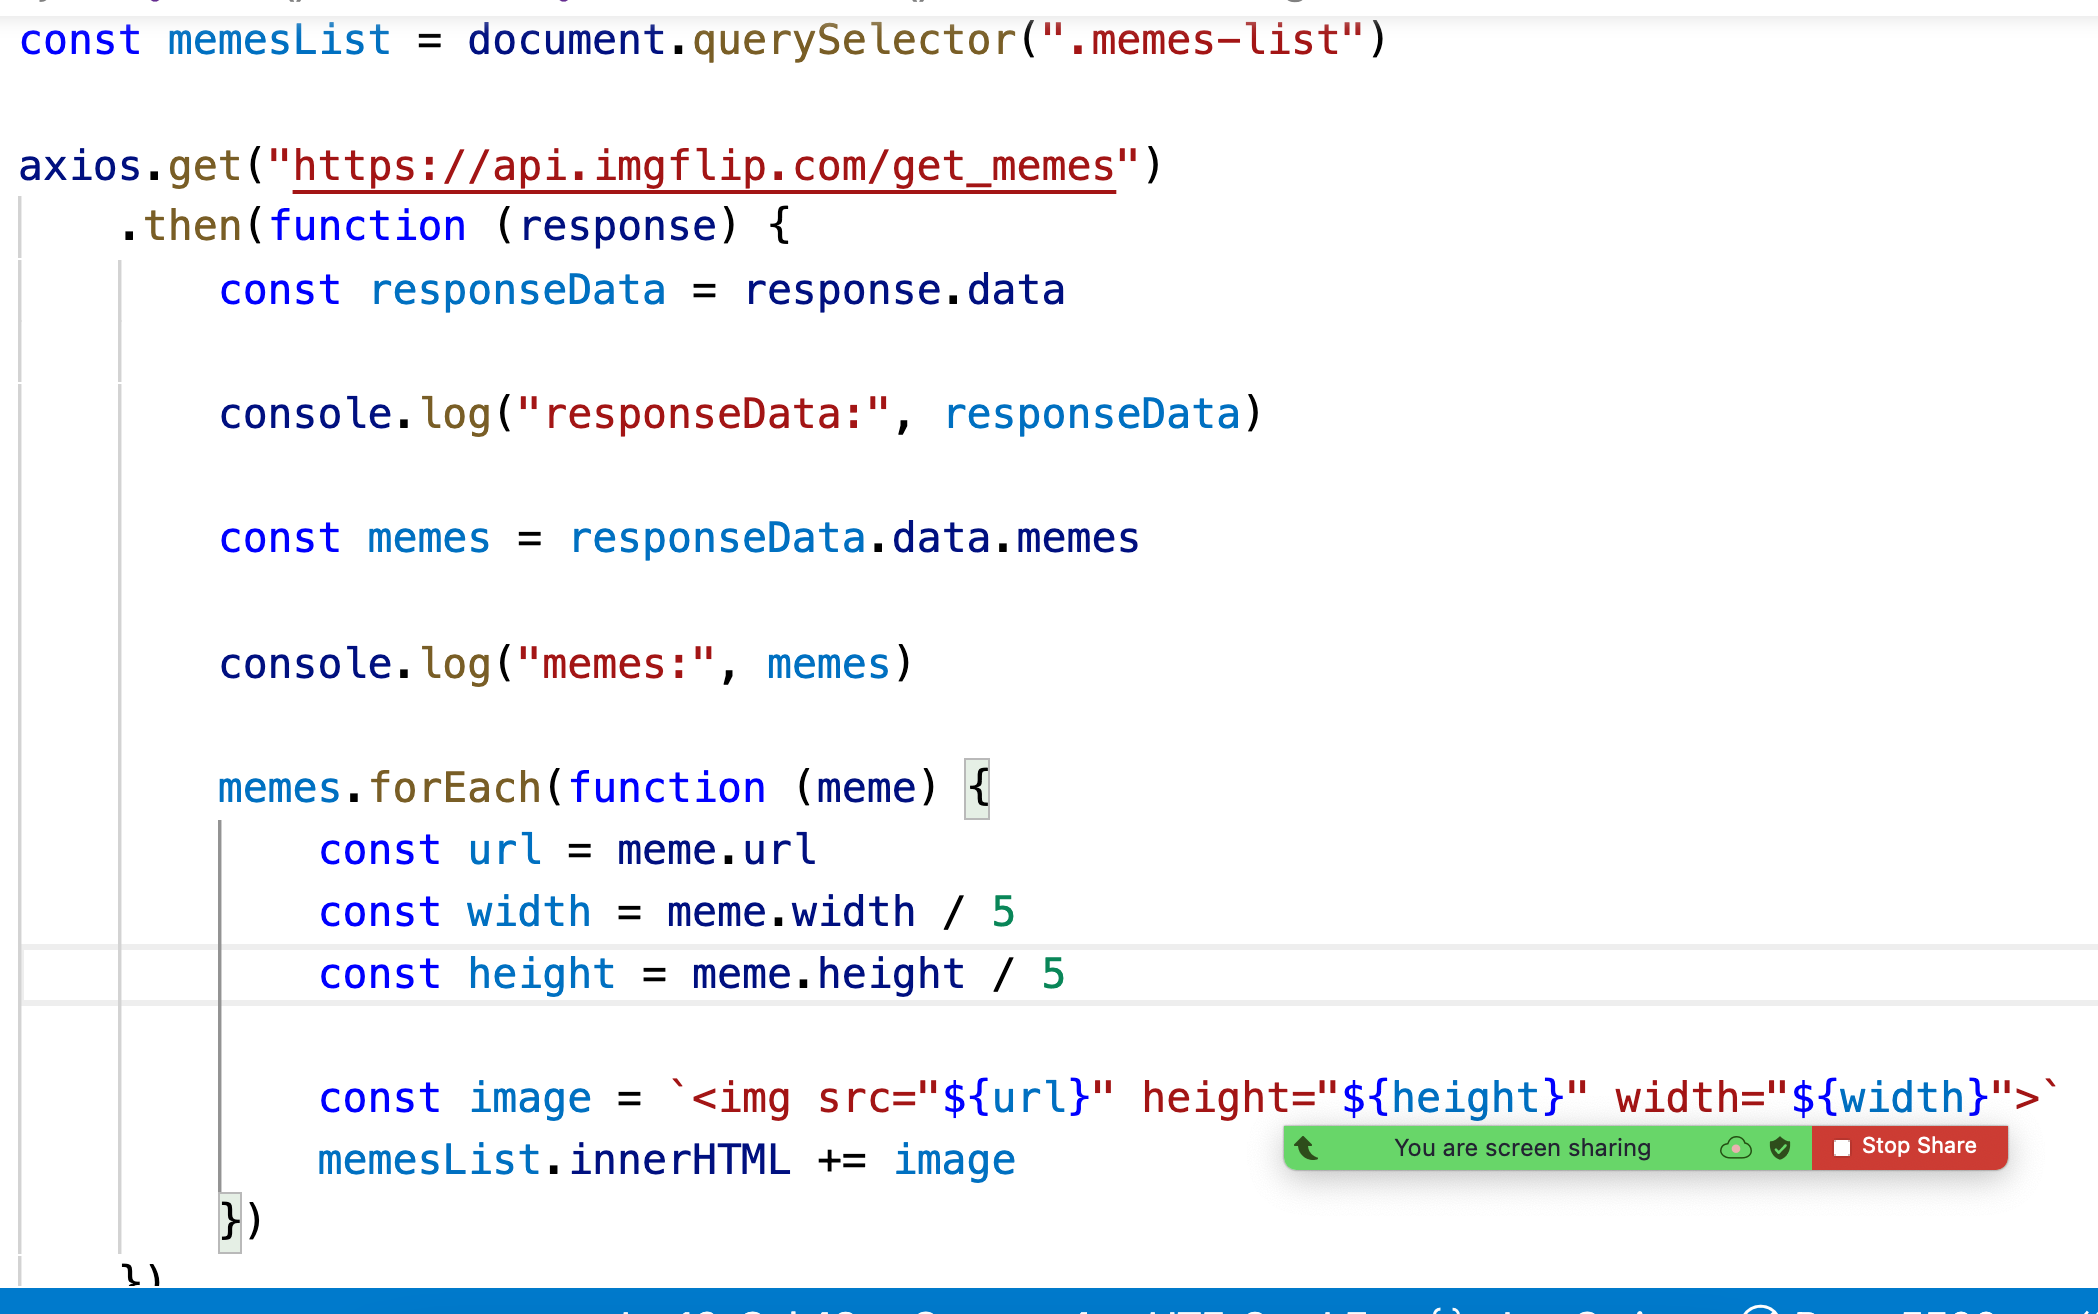 const memesList = document.querySelector(".memes-list")
axios.get("https://api.imgflip.com/get_memes")
.then(function (response) {
const responseData = response.data
console.log("responseData:", responseData)
const memes = responseData.data.memes
console.log("memes:", memes)
memes.forEach(function (meme) {
const url = meme.url
const width = meme.width / 5
const height = meme.height / 5
const image = `<img src="${url}" height="${height}" width="${width}">`
You are screen sharing Stop Share
memesList.innerHTML += image
})
})